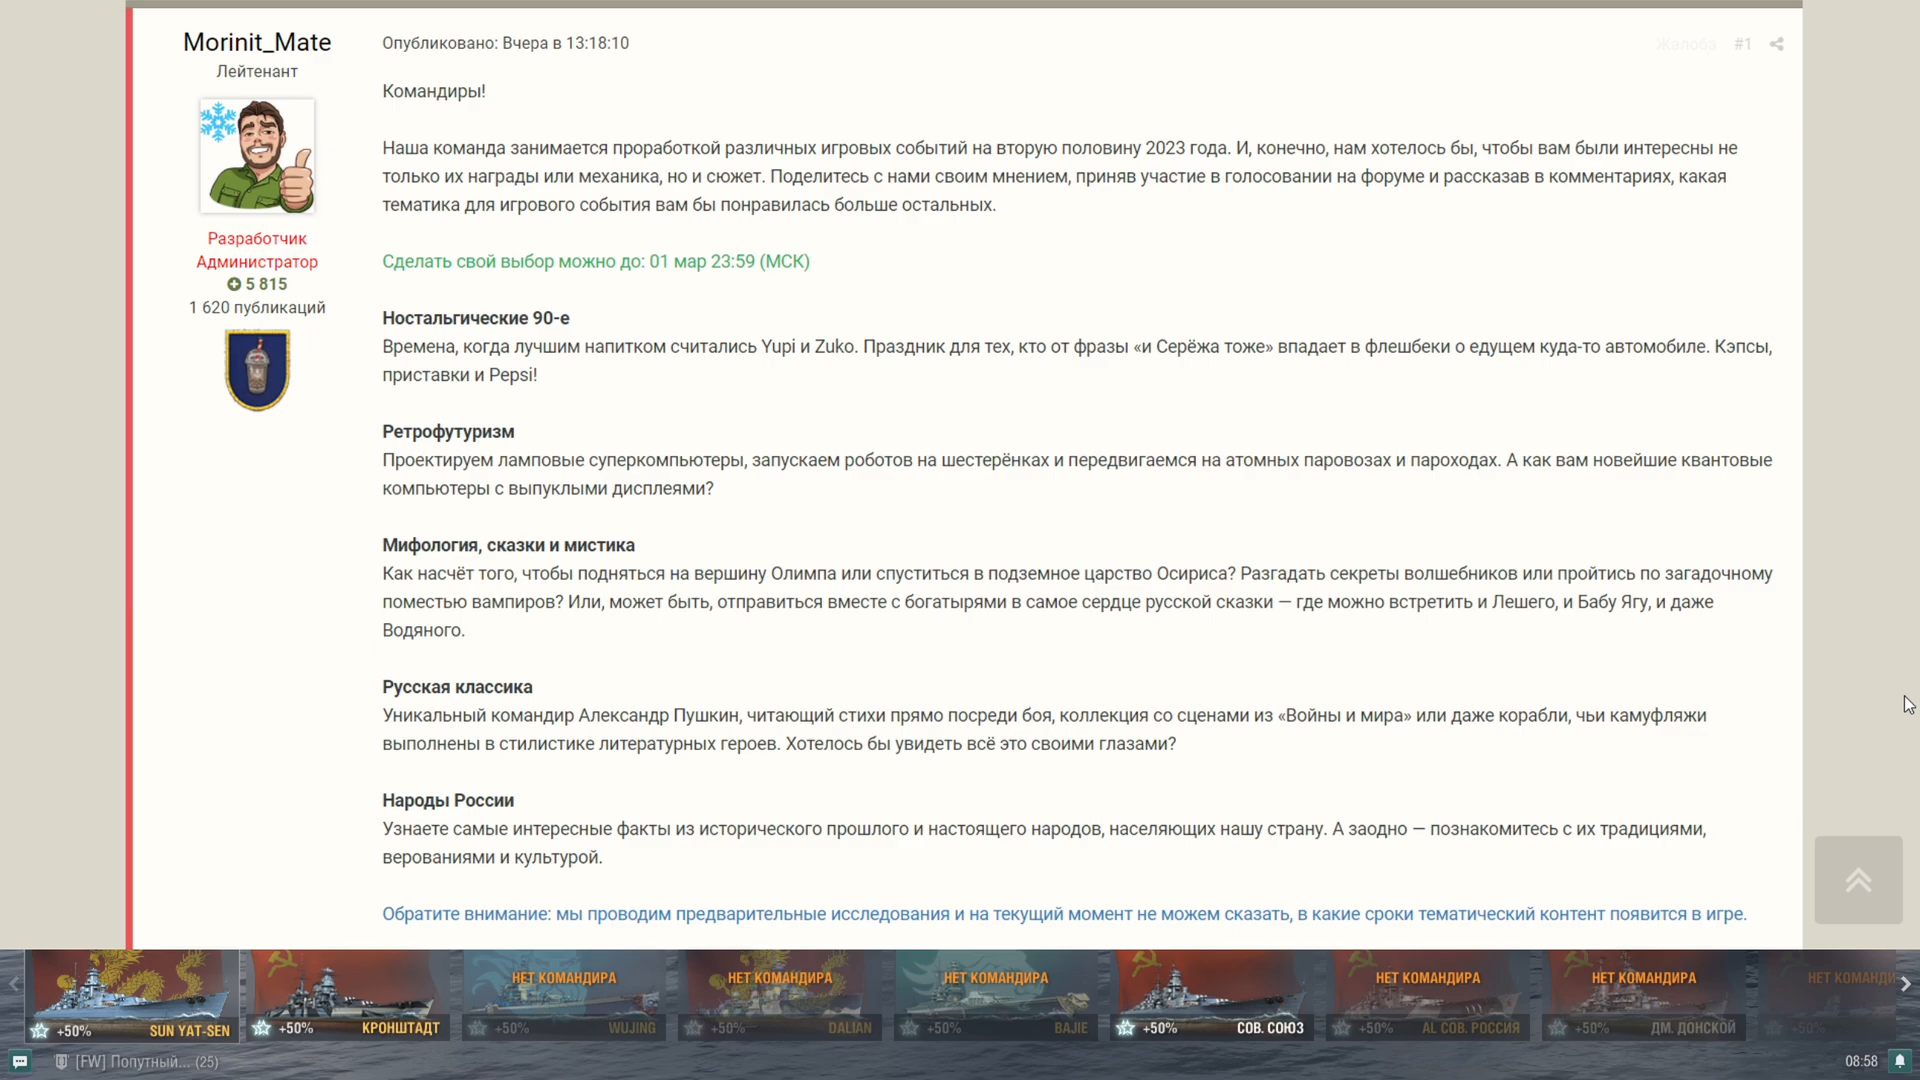 Morinit_Mate
Лейтенант
Разработчик
Администратор
5 815
1 620 публикаций
Опубликовано: Вчера в 13:18:10
Жалоба #1
Командиры!
Наша команда занимается проработкой различных игровых событий на вторую половину 2023 года. И, конечно, нам хотелось бы, чтобы вам были интересны не
только их награды или механика, но и сюжет. Поделитесь с нами своим мнением, приняв участие в голосовании на форуме и рассказав в комментариях, какая
тематика для игрового события вам бы понравилась больше остальных.
Сделать свой выбор можно до: 01 мар 23:59 (МСК)
Ностальгические 90-е
Времена, когда лучшим напитком считались Yupi и Zuko. Праздник для тех, кто от фразы «и Серёжа тоже» впадает в флешбеки о едущем куда-то автомобиле. Кэпсы,
приставки и Pepsi!
Ретрофутуризм
Проектируем ламповые суперкомпьютеры, запускаем роботов на шестерёнках и передвигаемся на атомных паровозах и пароходах. А как вам новейшие квантовые
компьютеры с выпуклыми дисплеями?
Мифология, сказки и мистика
Как насчёт того, чтобы подняться на вершину Олимпа или спуститься в подземное царство Осириса? Разгадать секреты волшебников или пройтись по загадочному
поместью вампиров? Или, может быть, отправиться вместе с богатырями в самое сердце русской сказки — где можно встретить и Лешего, и Бабу Ягу, и даже
Водяного.
Русская классика
Уникальный командир Александр Пушкин, читающий стихи прямо посреди боя, коллекция со сценами из «Войны и мира» или даже корабли, чьи камуфляжи
выполнены в стилистике литературных героев. Хотелось бы увидеть всё это своими глазами?
Народы России
Узнаете самые интересные факты из исторического прошлого и настоящего народов, населяющих нашу страну. А заодно — познакомитесь с их традициями,
верованиями и культурой.
Обратите внимание: мы проводим предварительные исследования и на текущий момент не можем сказать, в какие сроки тематический контент появится в игре.
НЕТ КОМАНДИРА НЕТ КОМАНДИРА НЕТ КОМАНДИРА НЕТ КОМАНДИРА НЕТ КОМАНДИРА НЕТ КОМАНДИ
+50% SUN YAT-SEN +50% КРОНШТАДТ +50% WUJING +50% DALIAN +50% BAJIE +50% СОВ. СОЮЗ +50% AL СОВ. РОССИЯ +50% ДМ. ДОНСКОЙ +50%
[FW] Попутный... (25) 08:58